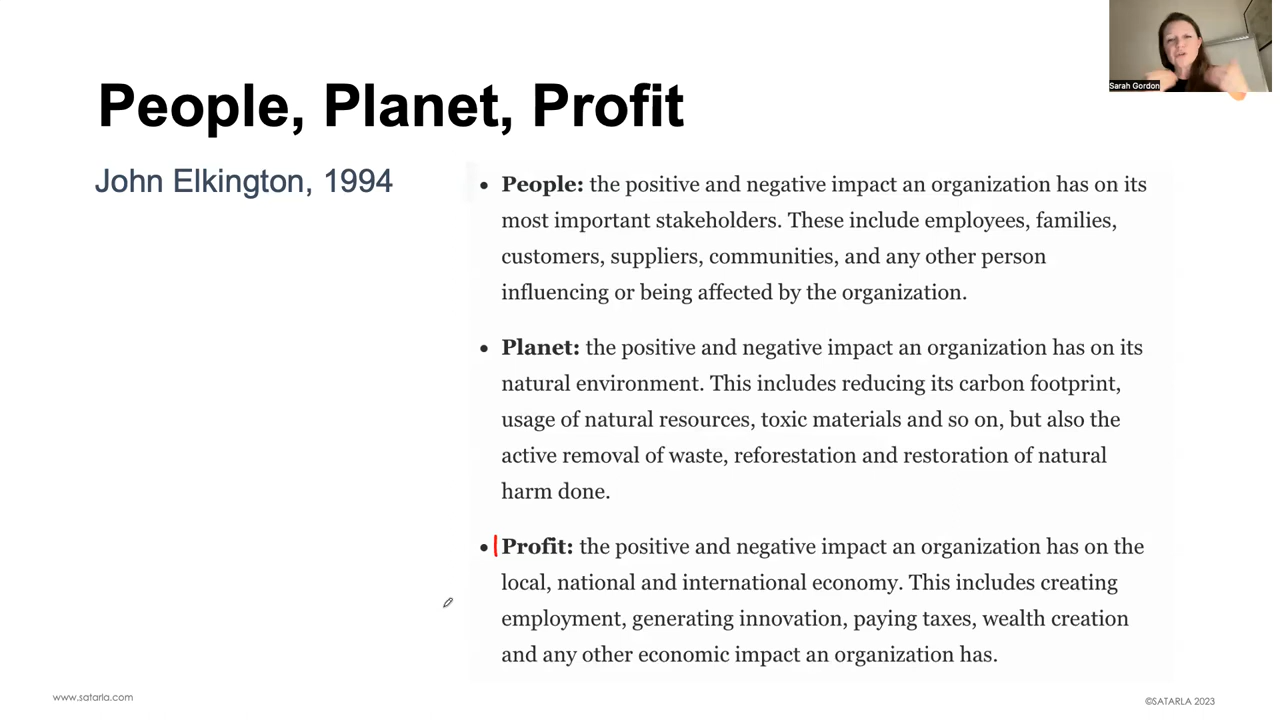 Sarah Gordon
People, Planet, Profit
John Elkington, 1994
• People: the positive and negative impact an organization has on its
most important stakeholders. These include employees, families,
customers, suppliers, communities, and any other person
influencing or being affected by the organization.
• Planet: the positive and negative impact an organization has on its
natural environment. This includes reducing its carbon footprint,
usage of natural resources, toxic materials and so on, but also the
active removal of waste, reforestation and restoration of natural
harm done.
• Profit: the positive and negative impact an organization has on the
local, national and international economy. This includes creating
employment, generating innovation, paying taxes, wealth creation
and any other economic impact an organization has.
www.satarla.com
©SATARLA 2023